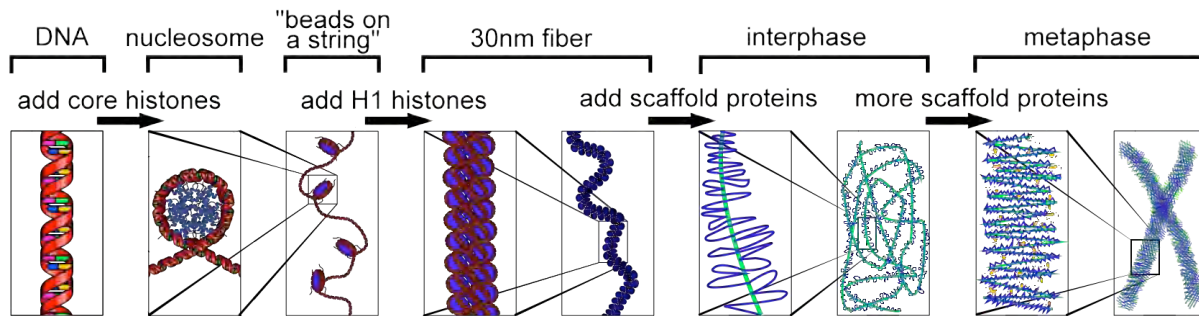 DNA
nucleosome
"beads on
a string"
30nm fiber
interphase
metaphase
add core histones
add H1 histones
add scaffold proteins
more scaffold proteins